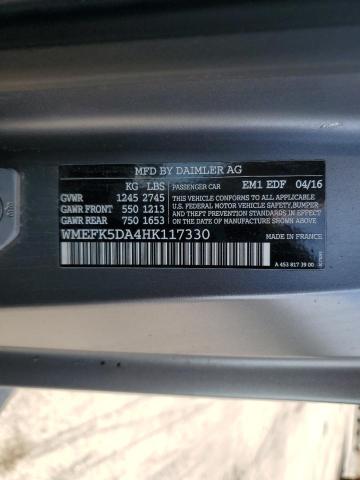 MFD BY DAIMLER AG
KG LBS PASSENGER CAR EM1 EDF 04/16
GVWR 1245 2745 THIS VEHICLE CONFORMS TO ALL APPLICABLE
GAWR FRONT 550 1213 U.S. FEDERAL MOTOR VEHICLE SAFETY, BUMPER-
GAWR REAR 750 1653 AND THEFT PREVENTION STANDARDS IN EFFECT ON
THE DATE OF MANUFACTURE SHOWN ABOVE.
WMEFK5DA4HK117330 MADE IN FRANCE
A 453 817 39 00